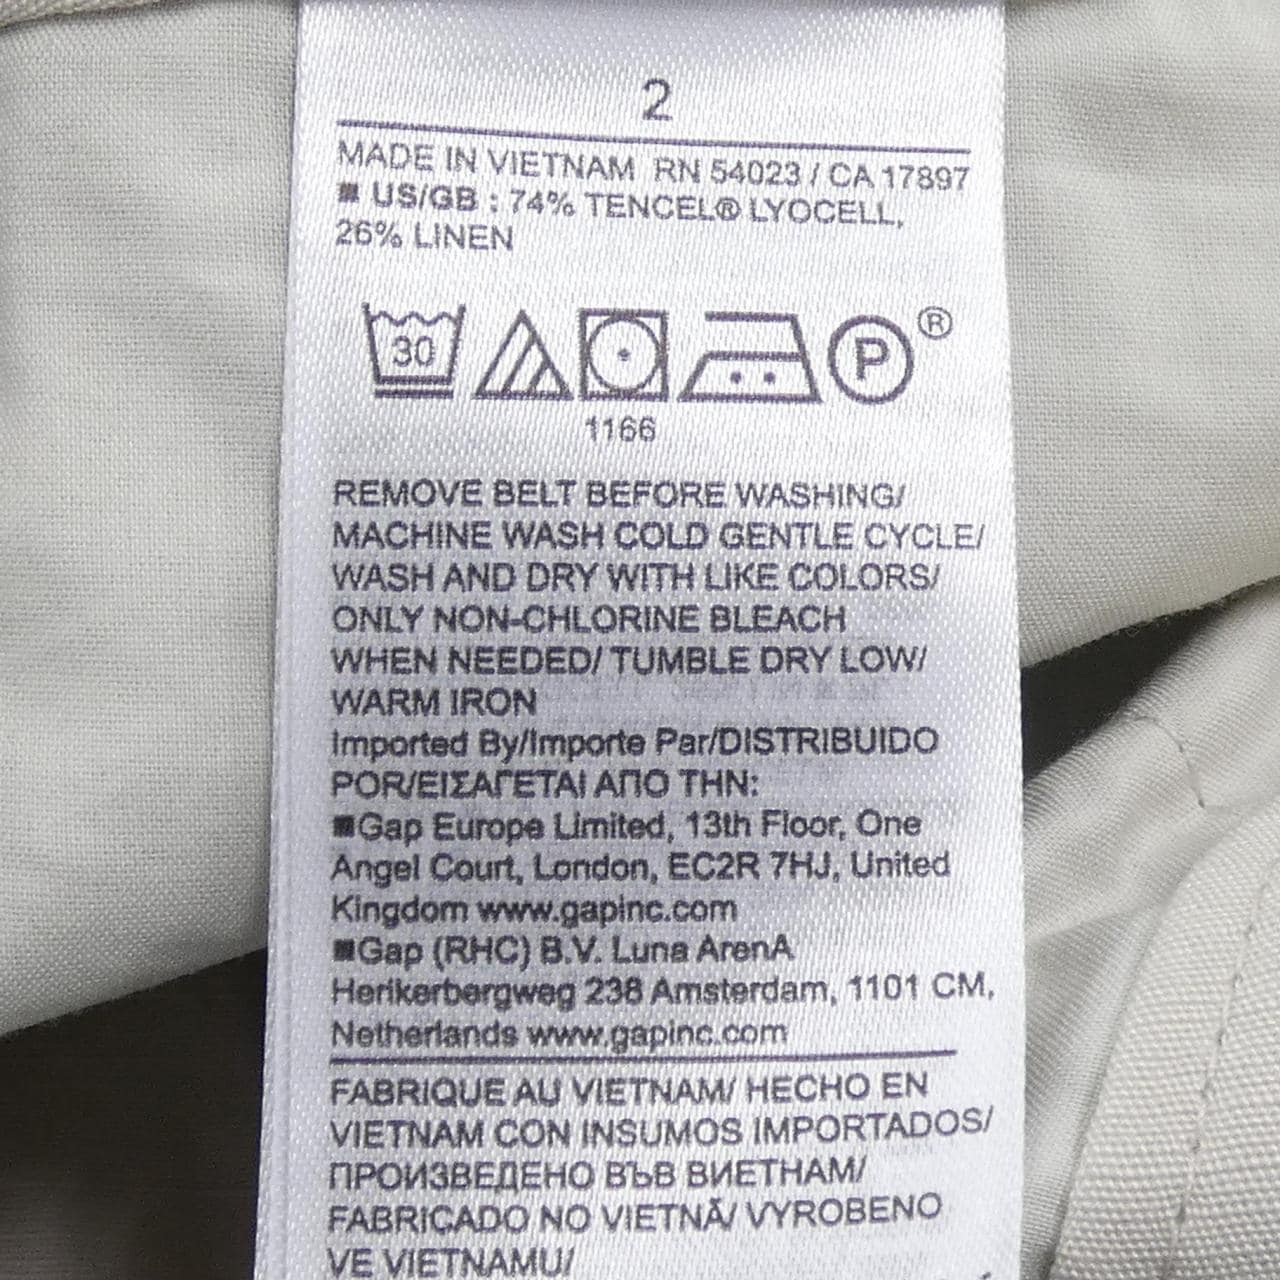 2
MADE IN VIETNAM RN 54023 / CA 17897
■ US/GB : 74% TENCEL® LYOCELL,
26% LINEN
30 P ®
1166
REMOVE BELT BEFORE WASHING/
MACHINE WASH COLD GENTLE CYCLE/
WASH AND DRY WITH LIKE COLORS/
ONLY NON-CHLORINE BLEACH
WHEN NEEDED/ TUMBLE DRY LOW/
WARM IRON
Imported By/Importe Par/DISTRIBUIDO
POR/ΕΙΣΑΓΕΤΑΙ ΑΠΟ ΤΗΝ:
■Gap Europe Limited, 13th Floor, One
Angel Court, London, EC2R 7HJ, United
Kingdom www.gapinc.com
■Gap (RHC) B.V. Luna ArenA
Herikerbergweg 238 Amsterdam, 1101 CM,
Netherlands www.gapinc.com
FABRIQUE AU VIETNAM/ HECHO EN
VIETNAM CON INSUMOS IMPORTADOS/
ПРОИЗВЕДЕНО ВЪВ ВИЕТНАМ/
FABRICADO NO VIETNÃ/ VYROBENO
VE VIETNAMU/